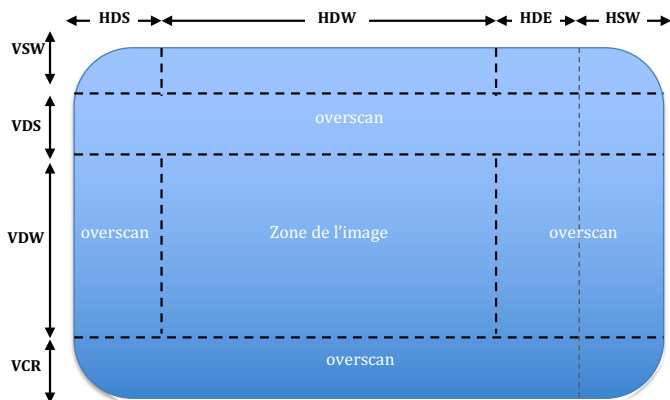 HDS HDW HDE HSW
VSW
VDS
overscan
VDW
overscan Zone de l’image overscan
VCR
overscan